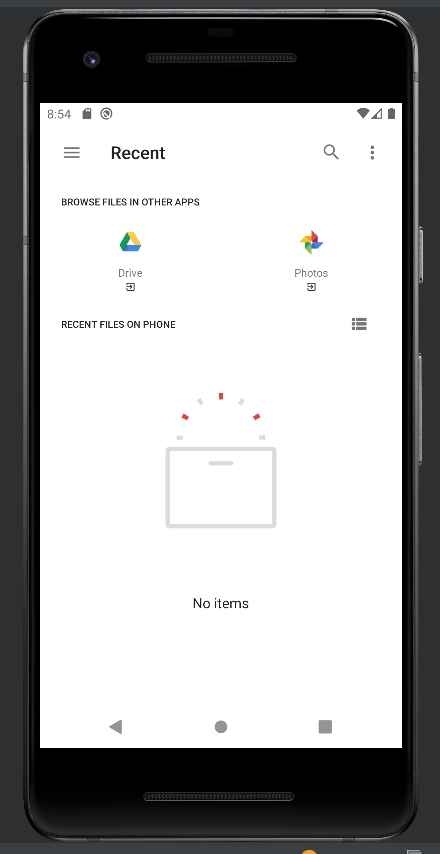 8:54
Recent
BROWSE FILES IN OTHER APPS
Drive
Photos
RECENT FILES ON PHONE
No items